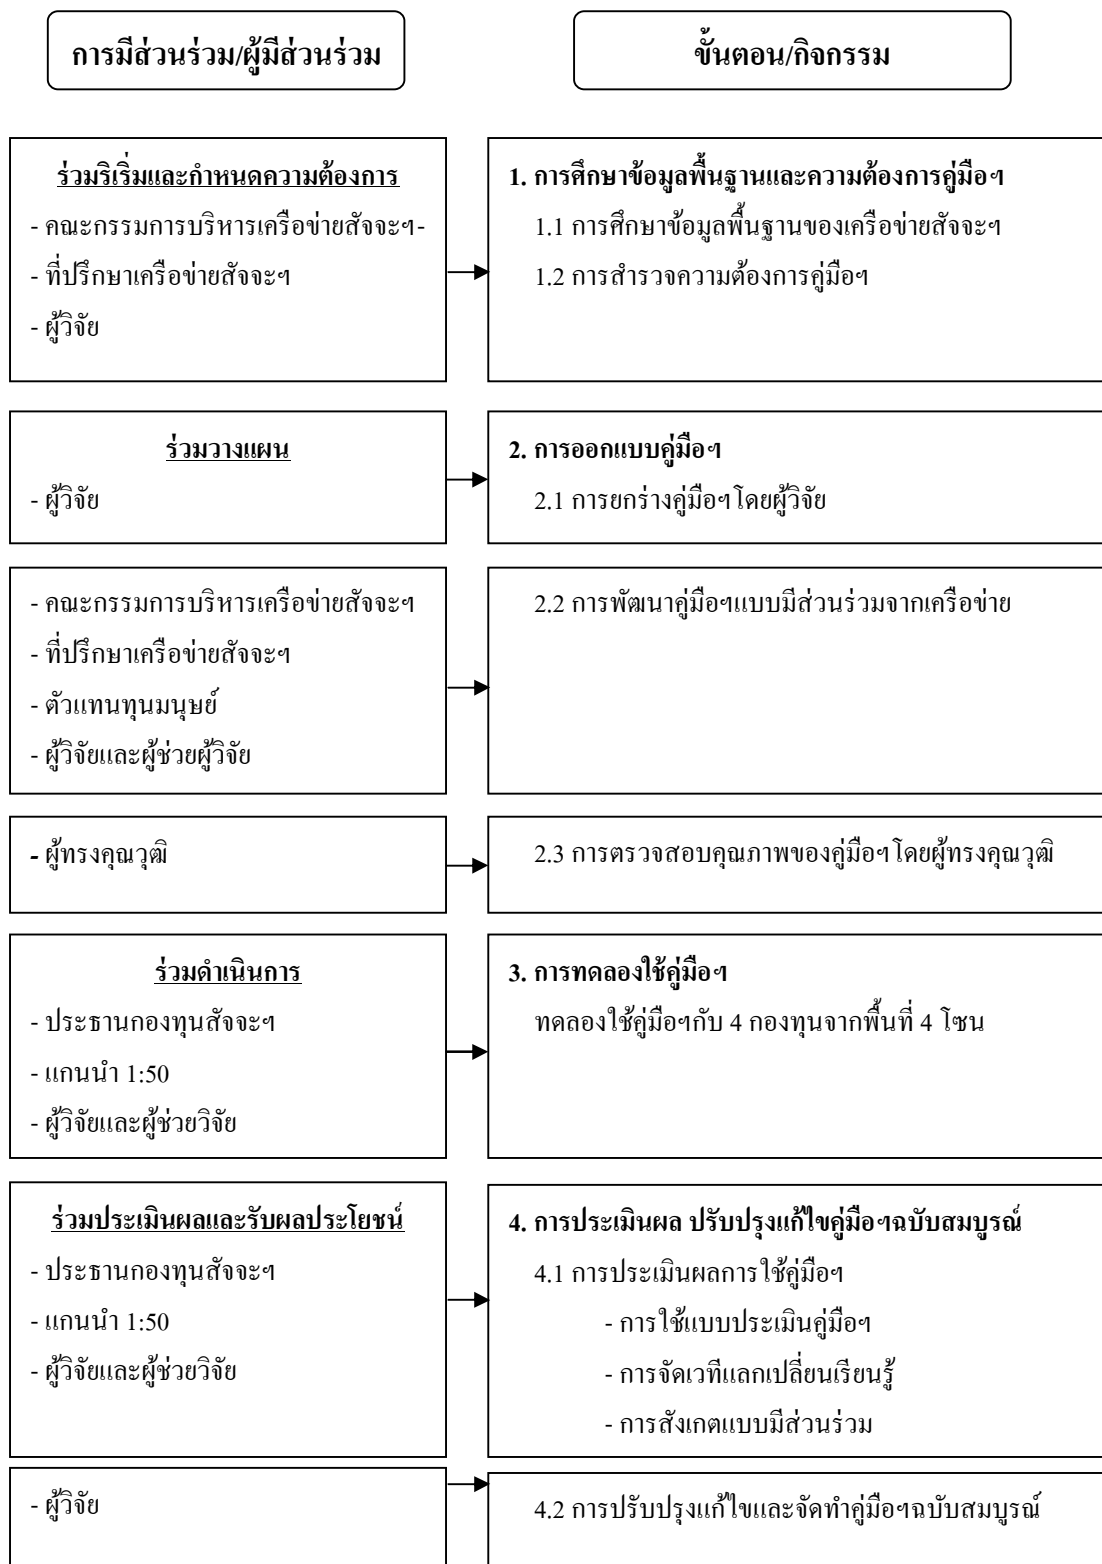 การมีส่วนร่วม/ผู้มีส่วนร่วม
ขั้นตอน/กิจกรรม
ร่วมริเริ่มและกำหนดความต้องการ
- คณะกรรมการบริหารเครือข่ายสัจจะฯ-
- ที่ปรึกษาเครือข่ายสัจจะฯ
- ผู้วิจัย
1. การศึกษาข้อมูลพื้นฐานและความต้องการคู่มือฯ
1.1 การศึกษาข้อมูลพื้นฐานของเครือข่ายสัจจะฯ
1.2 การสำรวจความต้องการคู่มือฯ
ร่วมวางแผน
- ผู้วิจัย
2. การออกแบบคู่มือฯ
2.1 การยกร่างคู่มือฯ โดยผู้วิจัย
- คณะกรรมการบริหารเครือข่ายสัจจะฯ
- ที่ปรึกษาเครือข่ายสัจจะฯ
- ตัวแทนทุนมนุษย์
- ผู้วิจัยและผู้ช่วยผู้วิจัย
2.2 การพัฒนาคู่มือฯแบบมีส่วนร่วมจากเครือข่าย
- ผู้ทรงคุณวุฒิ
2.3 การตรวจสอบคุณภาพของคู่มือฯ โดยผู้ทรงคุณวุฒิ
ร่วมดำเนินการ
- ประธานกองทุนสัจจะฯ
- แกนนำ 1:50
- ผู้วิจัยและผู้ช่วยวิจัย
3. การทดลองใช้คู่มือฯ
ทดลองใช้คู่มือฯกับ 4 กองทุนจากพื้นที่ 4 โซน
ร่วมประเมินผลและรับผลประโยชน์
- ประธานกองทุนสัจจะฯ
- แกนนำ 1:50
- ผู้วิจัยและผู้ช่วยวิจัย
4. การประเมินผล ปรับปรุงแก้ไขคู่มือฯฉบับสมบูรณ์
4.1 การประเมินผลการใช้คู่มือฯ
- การใช้แบบประเมินคู่มือฯ
- การจัดเวทีแลกเปลี่ยนเรียนรู้
- การสังเกตแบบมีส่วนร่วม
- ผู้วิจัย
4.2 การปรับปรุงแก้ไขและจัดทำคู่มือฯฉบับสมบูรณ์